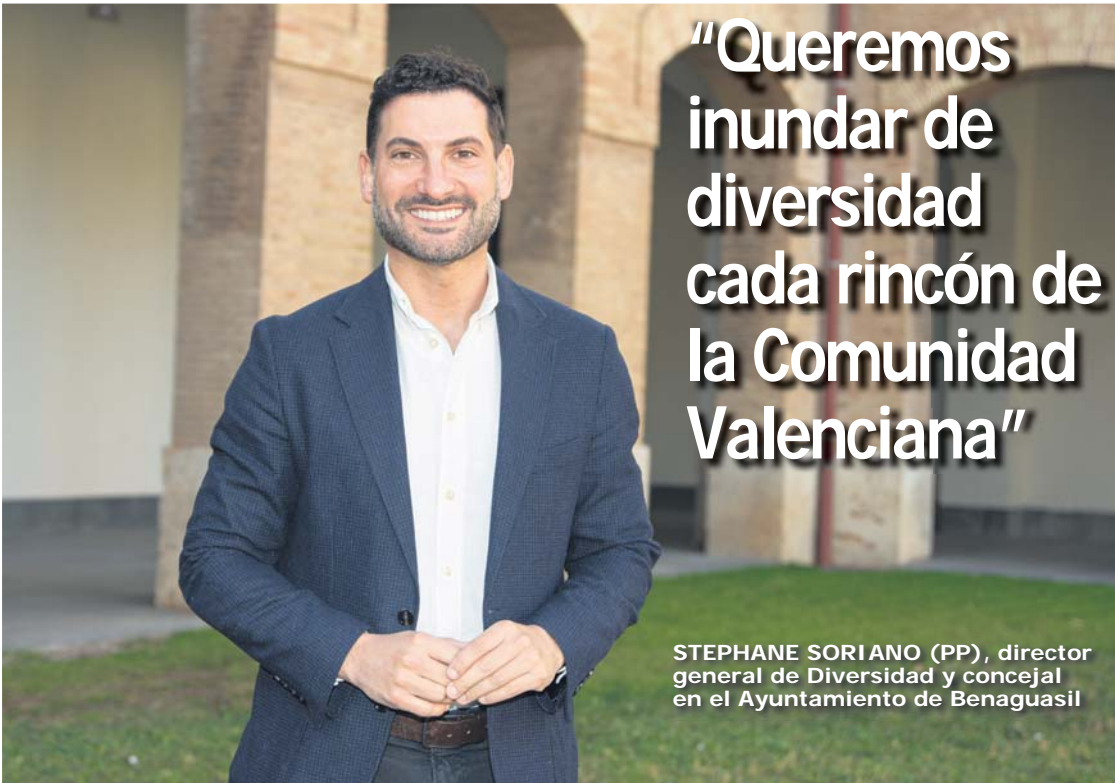 “Queremos
inundar de
diversidad
cada rincón de
la Comunidad
Valenciana”
STEPHANE SORIANO (PP), director
general de Diversidad y concejal
en el Ayuntamiento de Benaguasil